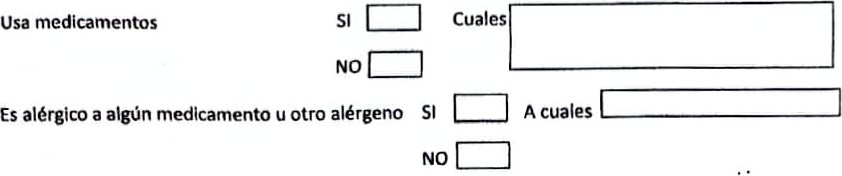 Usa medicamentos SI Cuales
NO
Es alérgico a algún medicamento u otro alérgeno SI A cuales
NO